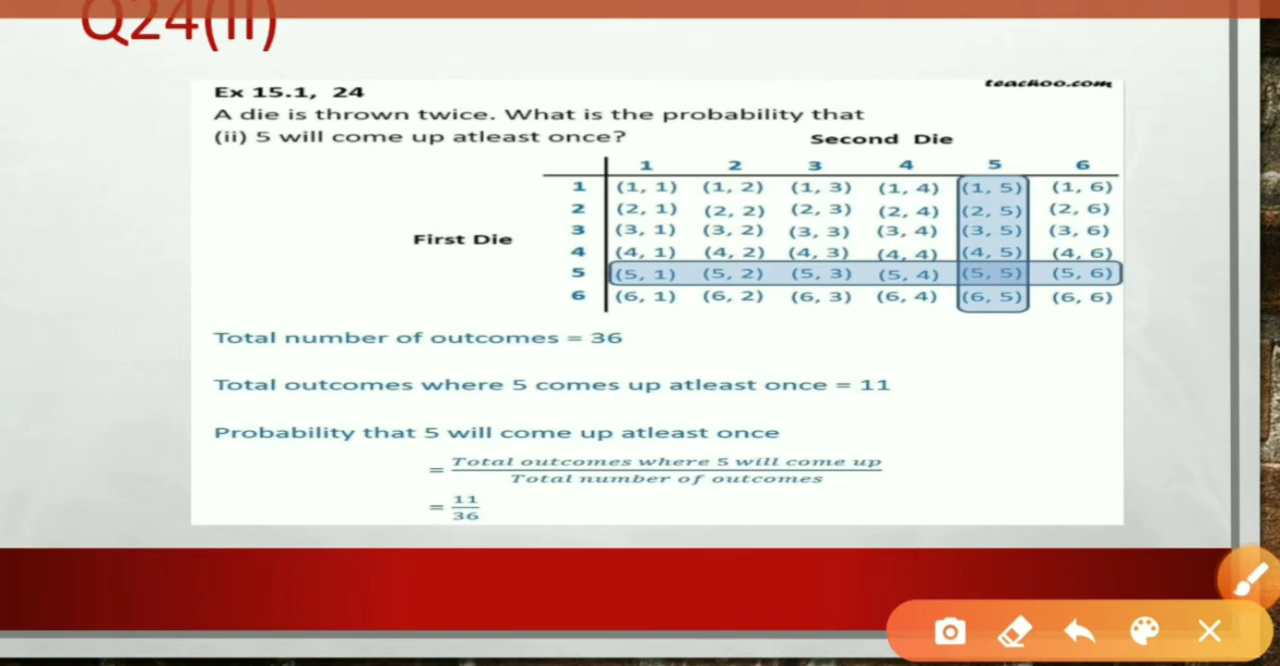 Q24(II)
teachoo.com
Ex 15.1, 24
A die is thrown twice. What is the probability that
(ii) 5 will come up atleast once?
Second Die
1 2 3 4 5 6
1 (1, 1) (1, 2) (1, 3) (1, 4) (1, 5) (1, 6)
2 (2, 1) (2, 2) (2, 3) (2, 4) (2, 5) (2, 6)
3 (3, 1) (3, 2) (3, 3) (3, 4) (3, 5) (3, 6)
First Die
4 (4, 1) (4, 2) (4, 3) (4, 4) (4, 5) (4, 6)
5 (5, 1) (5, 2) (5, 3) (5, 4) (5, 5) (5, 6)
6 (6, 1) (6, 2) (6, 3) (6, 4) (6, 5) (6, 6)
Total number of outcomes = 36
Total outcomes where 5 comes up atleast once = 11
Probability that 5 will come up atleast once
= Total outcomes where 5 will come up
Total number of outcomes
= 11
36